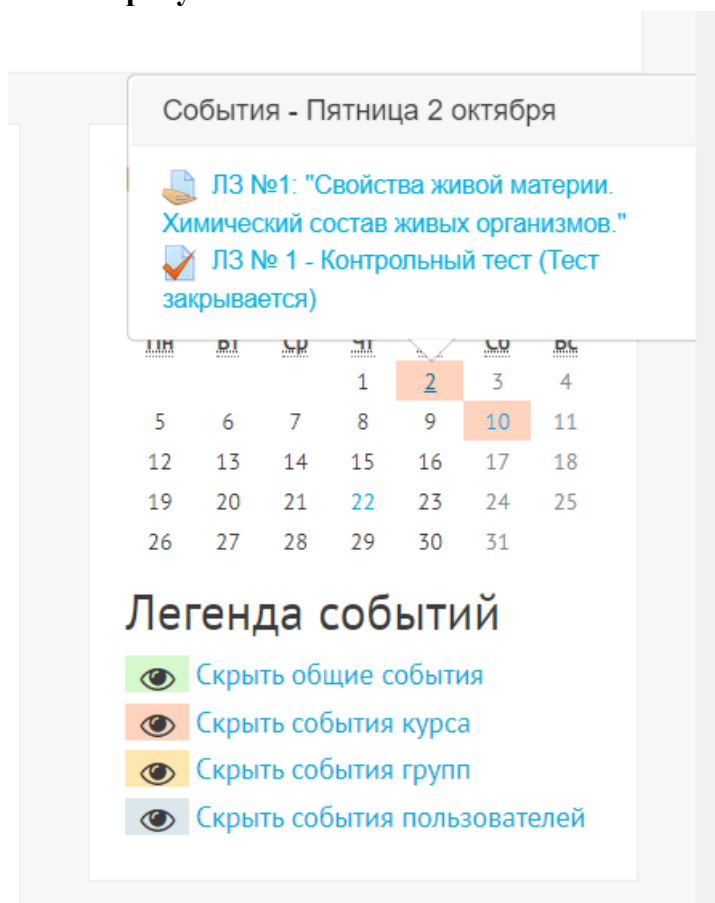 События - Пятница 2 октября
ЛЗ №1: "Свойства живой материи.
Химический состав живых организмов."
ЛЗ № 1 - Контрольный тест (Тест
закрывается)
Пн Вт Ср Чт Сб Вс
1 2 3 4
5 6 7 8 9 10 11
12 13 14 15 16 17 18
19 20 21 22 23 24 25
26 27 28 29 30 31
Легенда событий
Скрыть общие события
Скрыть события курса
Скрыть события групп
Скрыть события пользователей